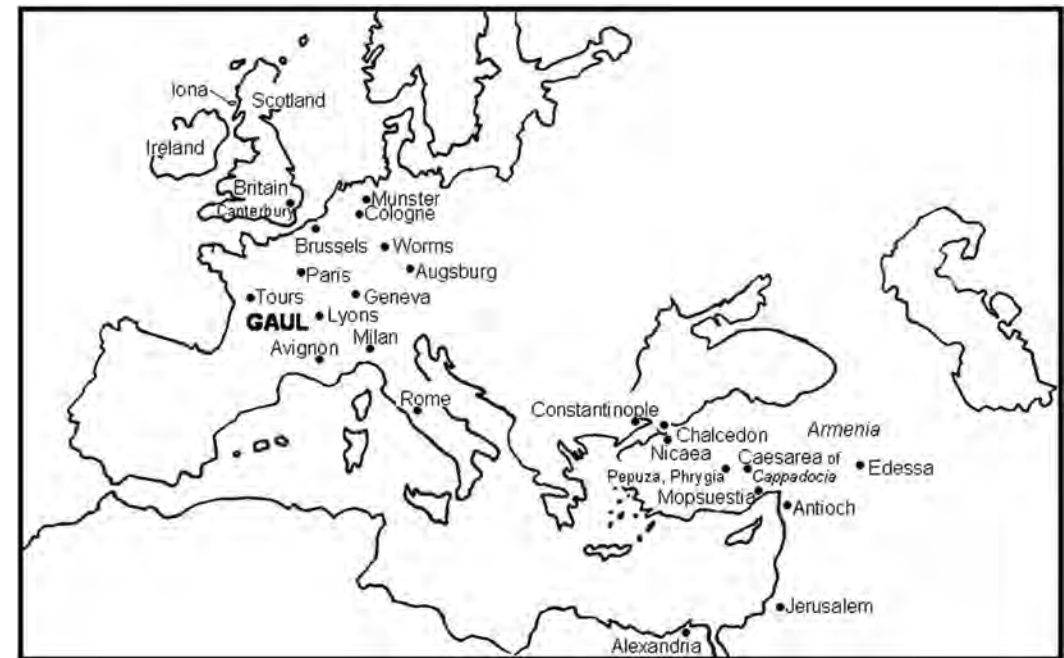 Iona
Scotland
Ireland
Britain
Canterbury
Munster
Cologne
Brussels
Worms
Paris
Augsburg
Tours
Geneva
GAUL
Lyons
Milan
Avignon
Rome
Constantinople
Chalcedon
Armenia
Nicaea
Pepuza, Phrygia
Caesarea of
Cappadocia
Edessa
Mopsuestia
Antioch
Jerusalem
Alexandria